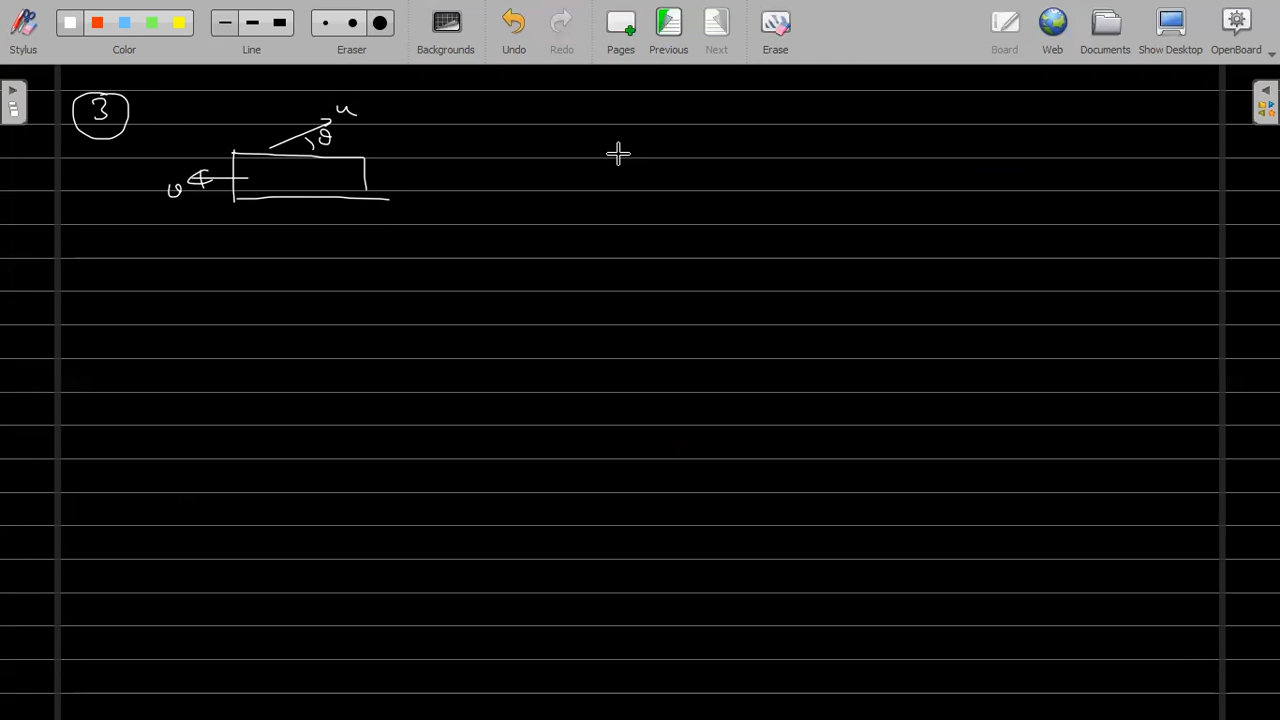 Stylus Color Line Eraser Backgrounds Undo Redo Pages Previous Next Erase Board Web Documents Show Desktop OpenBoard
3
u
θ
v